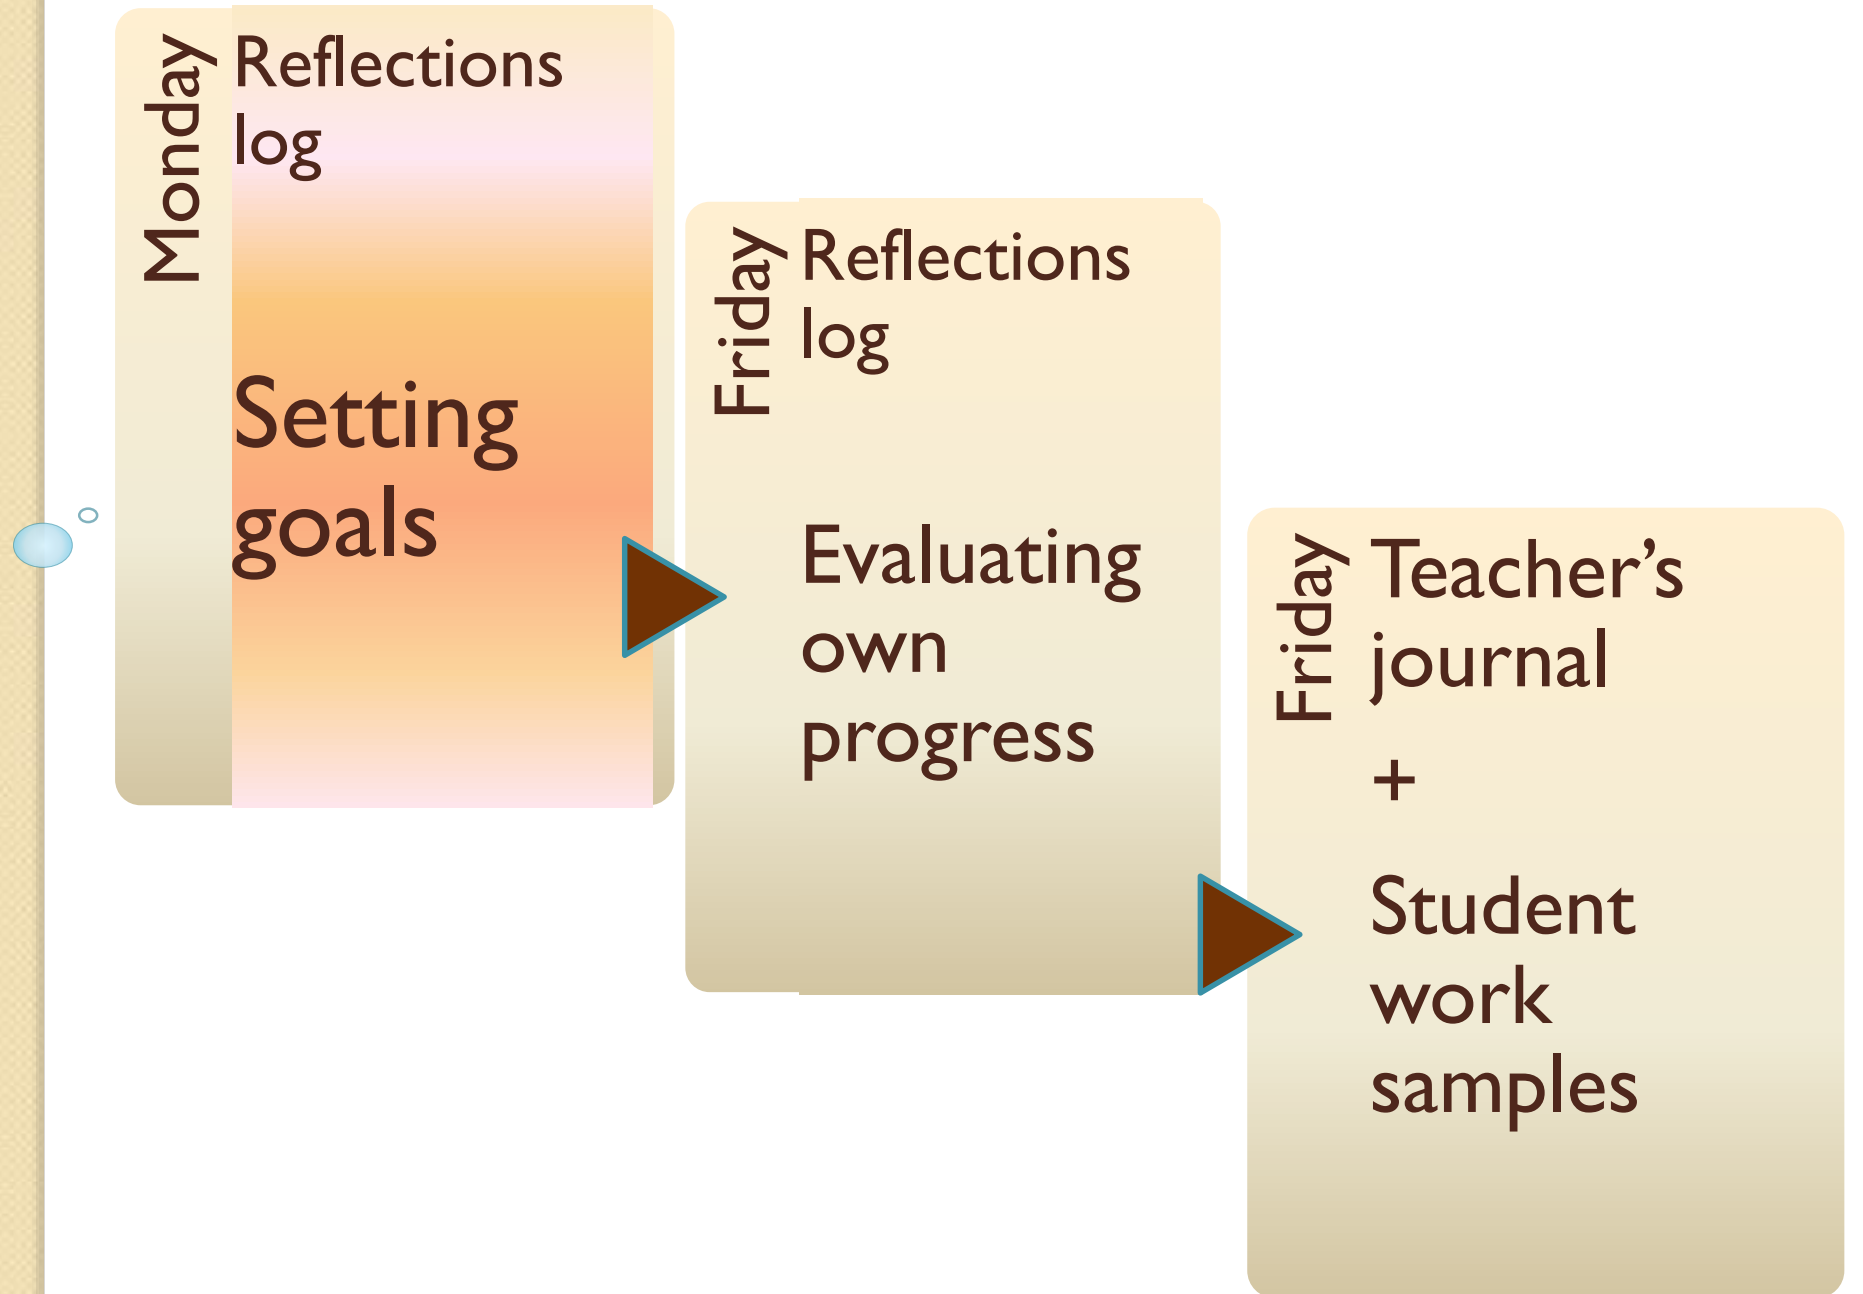 Monday
Reflections
log
Setting
goals
Friday
Reflections
log
Evaluating
own
progress
Friday
Teacher’s
journal
+
Student
work
samples